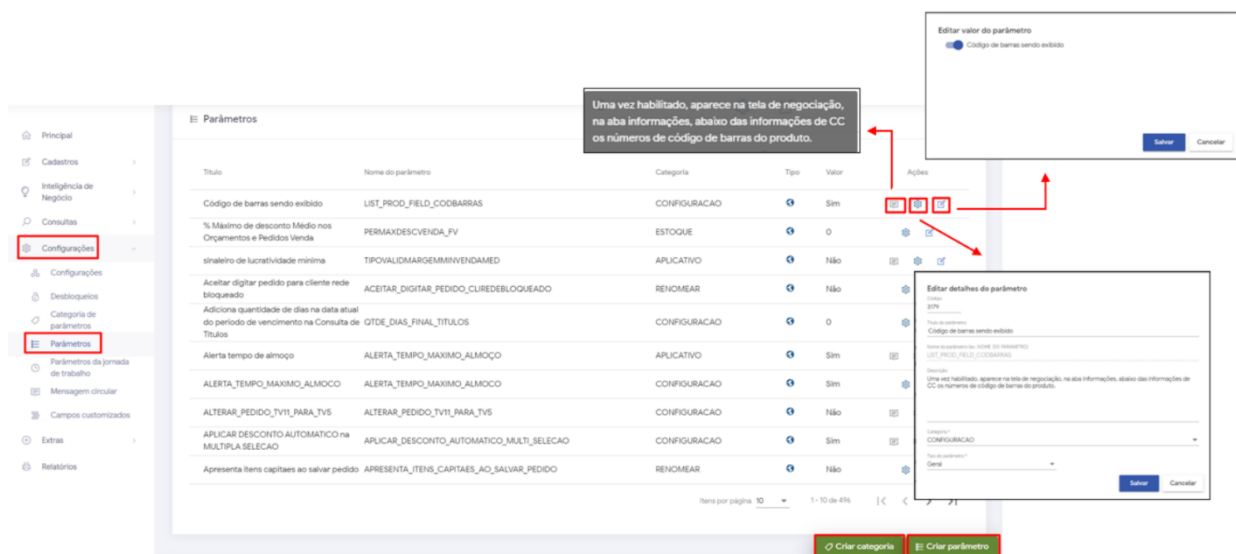 Editar valor do parâmetro
Código de barras sendo exibido
Salvar
Cancelar
Uma vez habilitado, aparece na tela de negociação,
na aba informações, abaixo das informações de CC
os números de código de barras do produto.
Principal
Cadastros
Inteligência de
Negócio
Consultas
Configurações
Configurações
Desbloqueios
Categoria de
parâmetros
Parâmetros
Parâmetros da jornada
de trabalho
Mensagem circular
Campos customizados
Extras
Relatórios
Parâmetros
Título Nome do parâmetro Categoria Tipo Valor Ações
Código de barras sendo exibido LIST_PROD_FIELD_CODBARRAS CONFIGURACAO Sim
% Máximo de desconto Médio nos
Orçamentos e Pedidos Venda PERMAXDESCVENDA_FV ESTOQUE 0
sinaleiro de lucratividade mínima TIPOVALIDMARGEMMINVENDAMED APLICATIVO Não
Aceitar digitar pedido para cliente rede
bloqueado ACEITAR_DIGITAR_PEDIDO_CLIREDEBLOQUEADO RENOMEAR Não
Adiciona quantidade de dias na data atual
do período de vencimento na Consulta de
Títulos QTDE_DIAS_FINAL_TITULOS CONFIGURACAO 0
Alerta tempo de almoço ALERTA_TEMPO_MAXIMO_ALMOÇO APLICATIVO Sim
ALERTA_TEMPO_MAXIMO_ALMOCO ALERTA_TEMPO_MAXIMO_ALMOCO CONFIGURACAO Sim
ALTERAR_PEDIDO_TV11_PARA_TV5 ALTERAR_PEDIDO_TV11_PARA_TV5 CONFIGURACAO Não
APLICAR DESCONTO AUTOMATICO na
MULTIPLA SELECAO APLICAR_DESCONTO_AUTOMATICO_MULTI_SELECAO CONFIGURACAO Sim
Apresenta itens capitaes ao salvar pedido APRESENTA_ITENS_CAPITAES_AO_SALVAR_PEDIDO RENOMEAR Não
Itens por página 10 1 - 10 de 496
Criar categoria
Criar parâmetro
Editar detalhes do parâmetro
Código
3179
Título do parâmetro
Código de barras sendo exibido
Nome do parâmetro (ex: NOME_DO_PARAMETRO)
LIST_PROD_FIELD_CODBARRAS
Descrição
Uma vez habilitado, aparece na tela de negociação, na aba informações, abaixo das informações de
CC os números de código de barras do produto.
Categoria *
CONFIGURACAO
Tipo do parâmetro *
Geral
Salvar
Cancelar